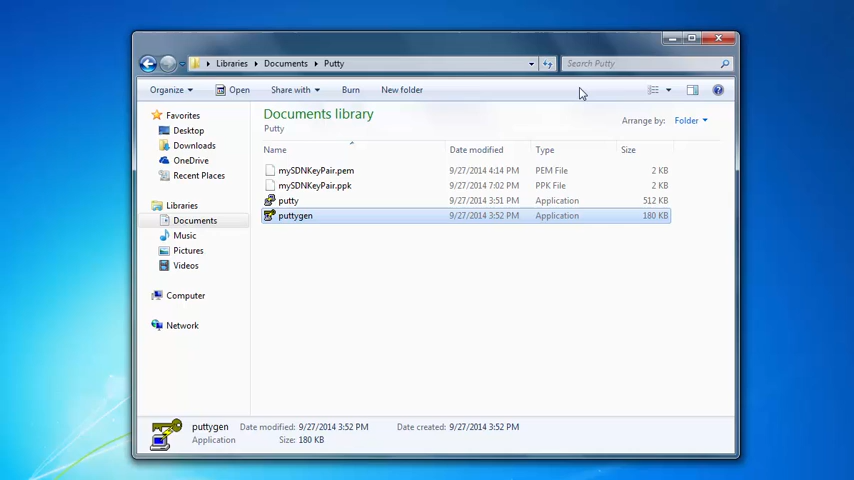 Libraries Documents Putty Search Putty
Organize Open Share with Burn New folder
Documents library
Putty
Arrange by: Folder
Name Date modified Type Size
mySDNKeyPair.pem 9/27/2014 4:14 PM PEM File 2 KB
mySDNKeyPair.ppk 9/27/2014 7:02 PM PPK File 2 KB
putty 9/27/2014 3:51 PM Application 512 KB
puttygen 9/27/2014 3:52 PM Application 180 KB
Favorites
Desktop
Downloads
OneDrive
Recent Places
Libraries
Documents
Music
Pictures
Videos
Computer
Network
puttygen Date modified: 9/27/2014 3:52 PM Date created: 9/27/2014 3:52 PM
Application Size: 180 KB